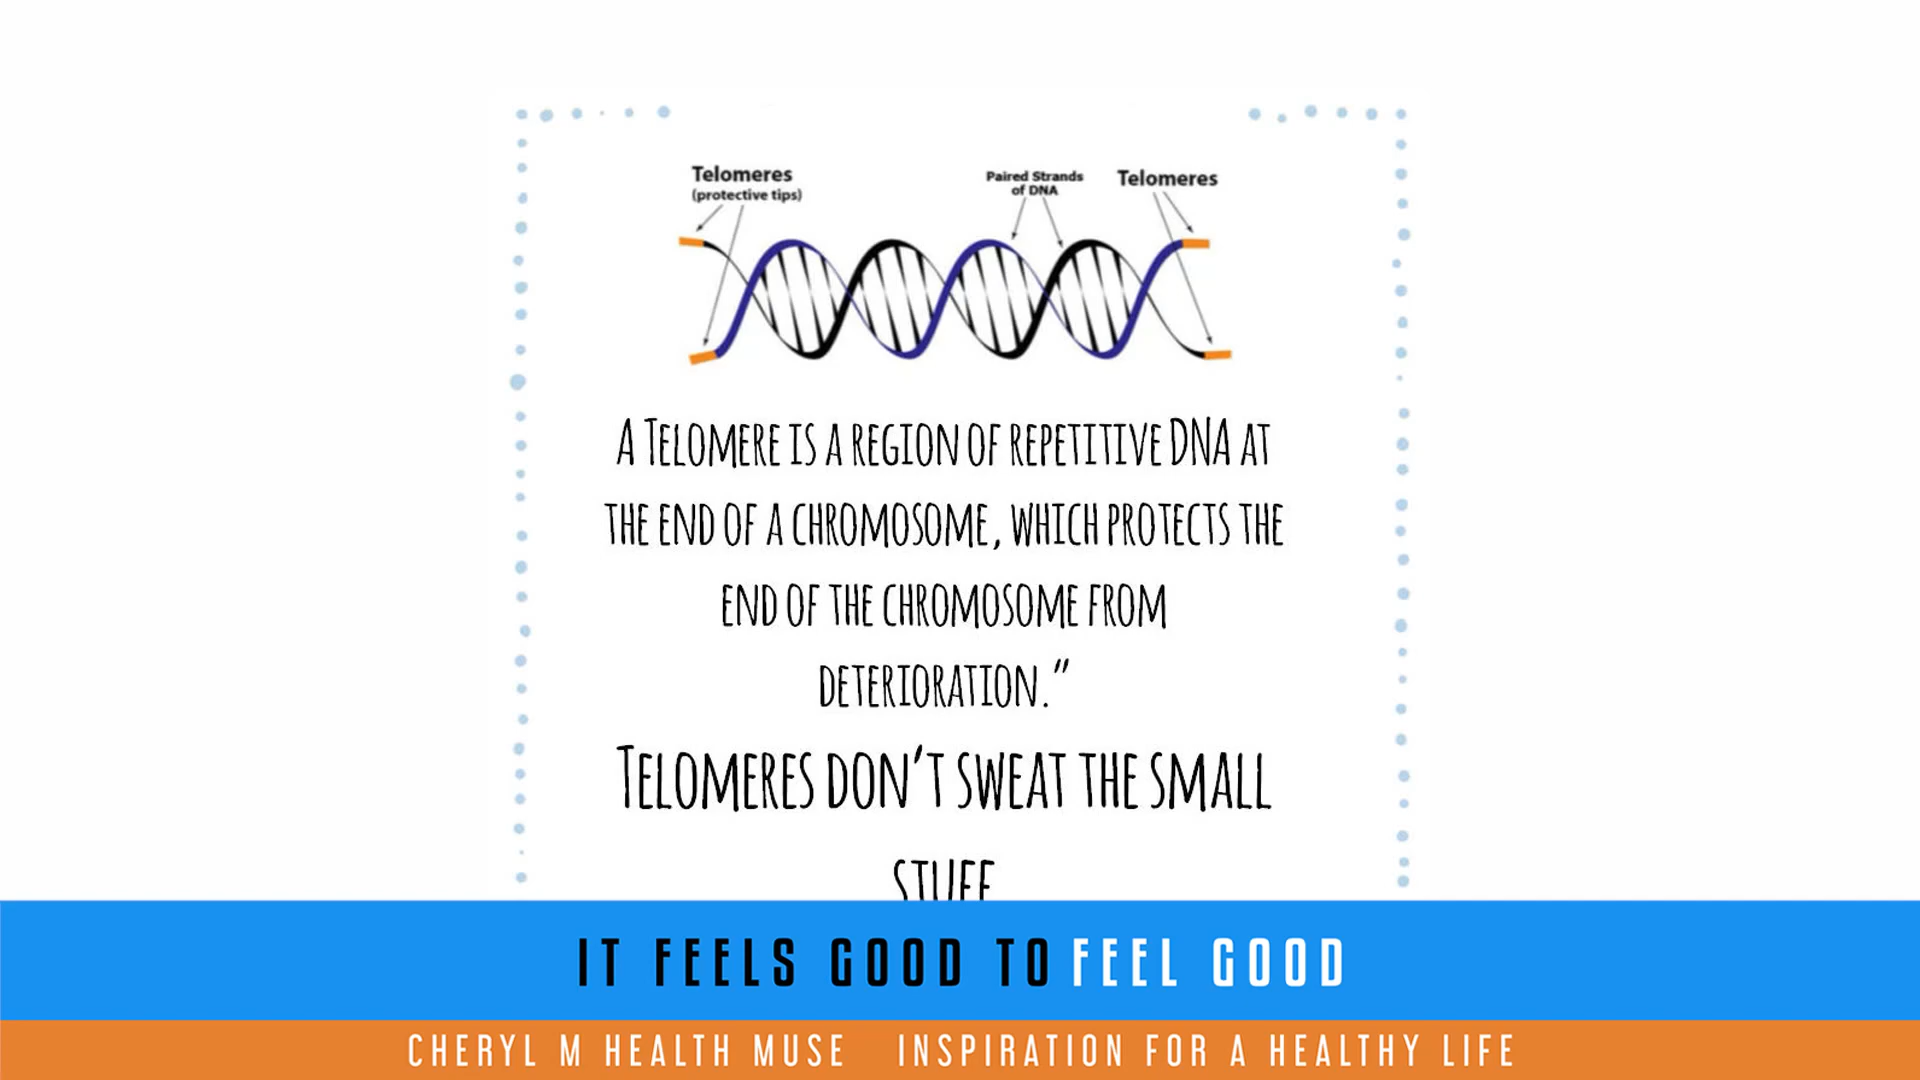 Telomeres
(protective tips)
Paired Strands
of DNA
Telomeres
A TELOMERE IS A REGION OF REPETITIVE DNA AT
THE END OF A CHROMOSOME, WHICH PROTECTS THE
END OF THE CHROMOSOME FROM
DETERIORATION.”
TELOMERES DON’T SWEAT THE SMALL
STUFF
IT FEELS GOOD TO FEEL GOOD
CHERYL M HEALTH MUSE INSPIRATION FOR A HEALTHY LIFE